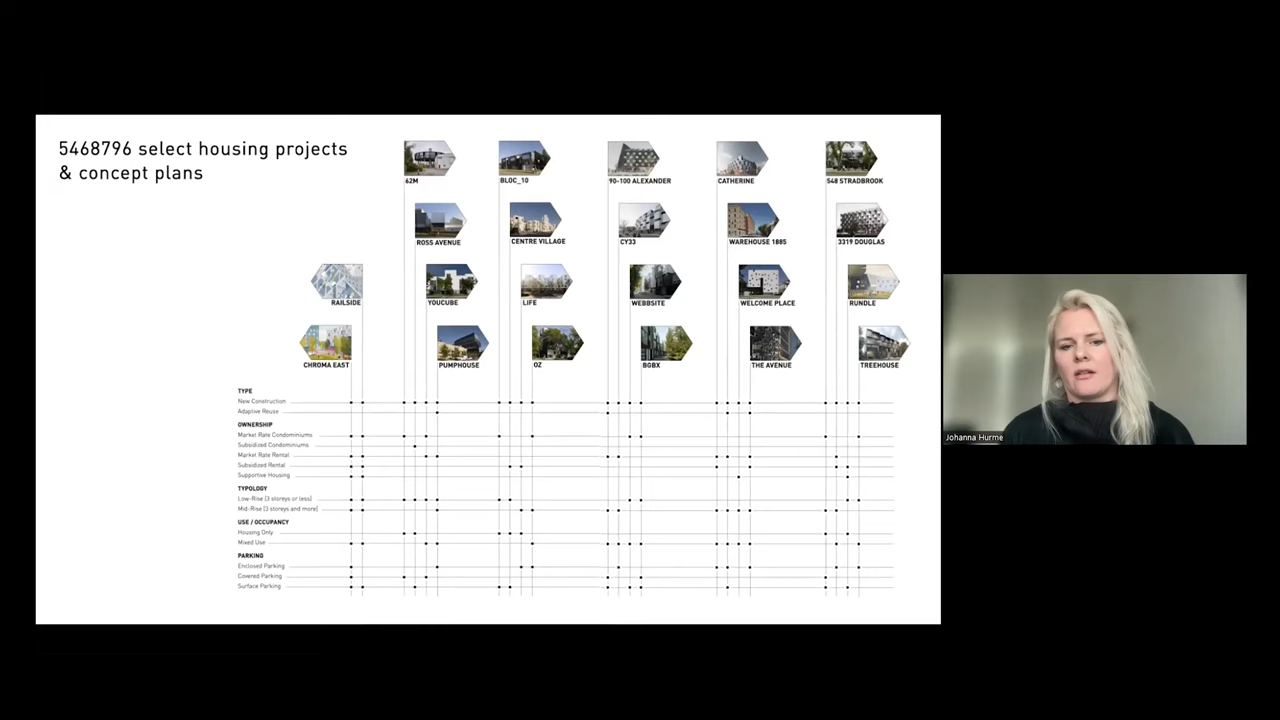 5468796 select housing projects
& concept plans
62M
BLOC_10
90-100 ALEXANDER
CATHERINE
548 STRADBROOK
ROSS AVENUE
CENTRE VILLAGE
CY33
WAREHOUSE 1885
3319 DOUGLAS
RAILSIDE
YOUCUBE
LIFE
WEBBSITE
WELCOME PLACE
RUNDLE
CHROMA EAST
PUMPHOUSE
OZ
BGBX
THE AVENUE
TREEHOUSE
TYPE
New Construction
Adaptive Reuse
OWNERSHIP
Market Rate Condominiums
Subsidized Condominiums
Market Rate Rental
Subsidized Rental
Supportive Housing
TYPOLOGY
Low-Rise (3 storeys or less)
Mid-Rise (3 storeys and more)
USE / OCCUPANCY
Housing Only
Mixed Use
PARKING
Enclosed Parking
Covered Parking
Surface Parking
Johanna Hurme